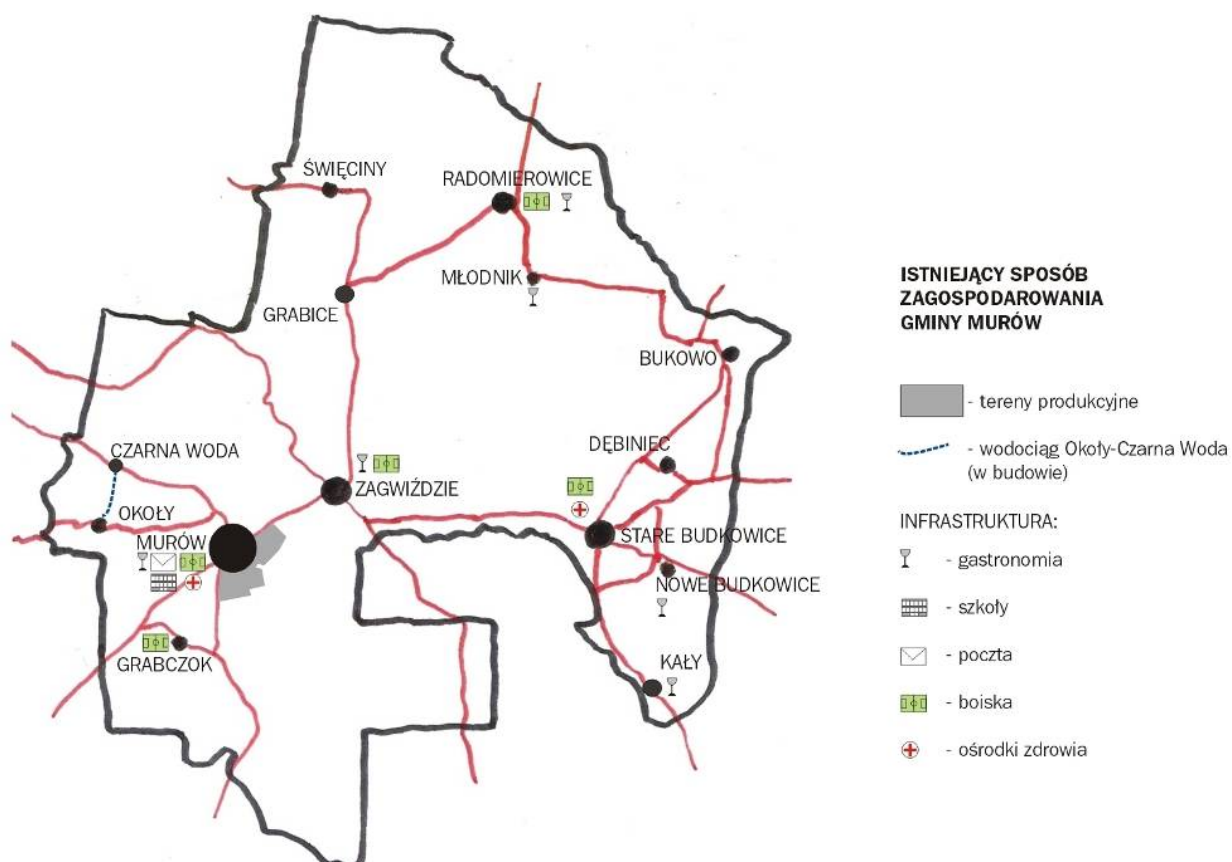 ŚWIĘCINY
RADOMIEROWICE
MŁODNIK
GRABICE
BUKOWO
DĘBINIEC
CZARNA WODA
ZAGWIŹDZIE
OKOŁY
STARE BUDKOWICE
MURÓW
NOWE BUDKOWICE
GRABCZOK
KAŁY
ISTNIEJĄCY SPOSÓB
ZAGOSPODAROWANIA
GMINY MURÓW
- tereny produkcyjne
- wodociąg Okoły-Czarna Woda
(w budowie)
INFRASTRUKTURA:
- gastronomia
- szkoły
- poczta
- boiska
- ośrodki zdrowia